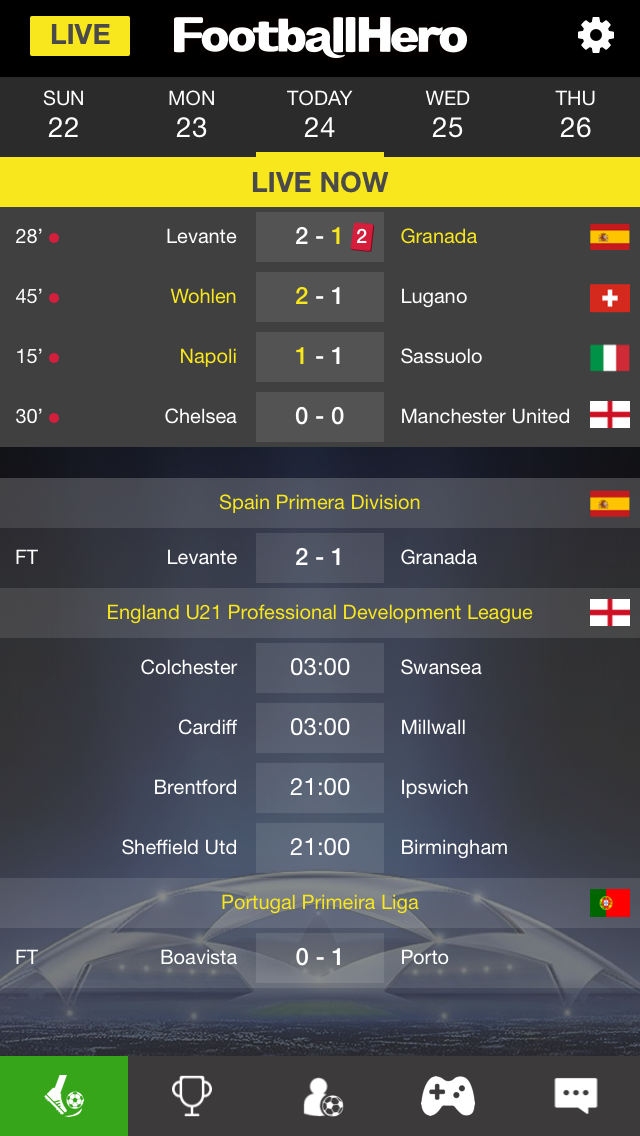 LIVE FootballHero
SUN MON TODAY WED THU
22 23 24 25 26
LIVE NOW
28’ Levante 2 - 1 2 Granada
45’ Wohlen 2 - 1 Lugano
15’ Napoli 1 - 1 Sassuolo
30’ Chelsea 0 - 0 Manchester United
Spain Primera Division
FT Levante 2 - 1 Granada
England U21 Professional Development League
Colchester 03:00 Swansea
Cardiff 03:00 Millwall
Brentford 21:00 Ipswich
Sheffield Utd 21:00 Birmingham
Portugal Primeira Liga
FT Boavista 0 - 1 Porto